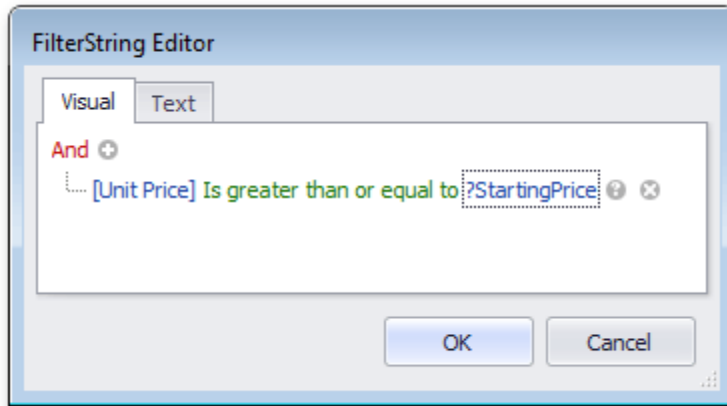 FilterString Editor
Visual Text
And
[Unit Price] Is greater than or equal to ?StartingPrice
OK Cancel